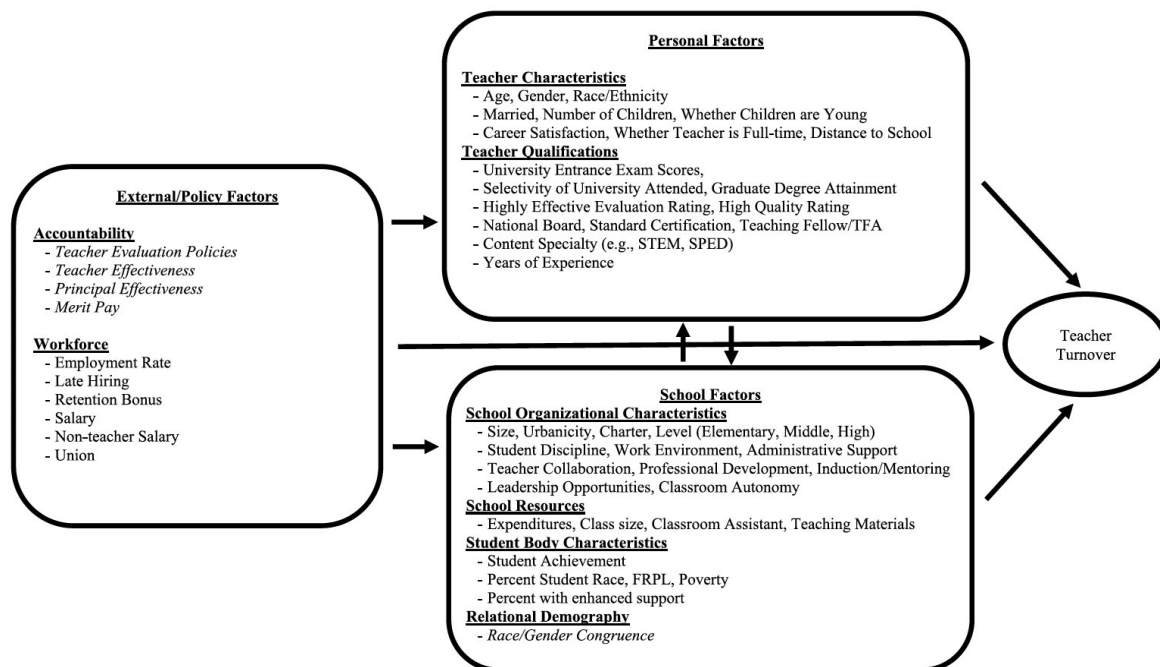 External/Policy Factors
Accountability
- Teacher Evaluation Policies
- Teacher Effectiveness
- Principal Effectiveness
- Merit Pay
Workforce
- Employment Rate
- Late Hiring
- Retention Bonus
- Salary
- Non-teacher Salary
- Union
Personal Factors
Teacher Characteristics
- Age, Gender, Race/Ethnicity
- Married, Number of Children, Whether Children are Young
- Career Satisfaction, Whether Teacher is Full-time, Distance to School
Teacher Qualifications
- University Entrance Exam Scores,
- Selectivity of University Attended, Graduate Degree Attainment
- Highly Effective Evaluation Rating, High Quality Rating
- National Board, Standard Certification, Teaching Fellow/TFA
- Content Specialty (e.g., STEM, SPED)
- Years of Experience
School Factors
School Organizational Characteristics
- Size, Urbanicity, Charter, Level (Elementary, Middle, High)
- Student Discipline, Work Environment, Administrative Support
- Teacher Collaboration, Professional Development, Induction/Mentoring
- Leadership Opportunities, Classroom Autonomy
School Resources
- Expenditures, Class size, Classroom Assistant, Teaching Materials
Student Body Characteristics
- Student Achievement
- Percent Student Race, FRPL, Poverty
- Percent with enhanced support
Relational Demography
- Race/Gender Congruence
Teacher
Turnover